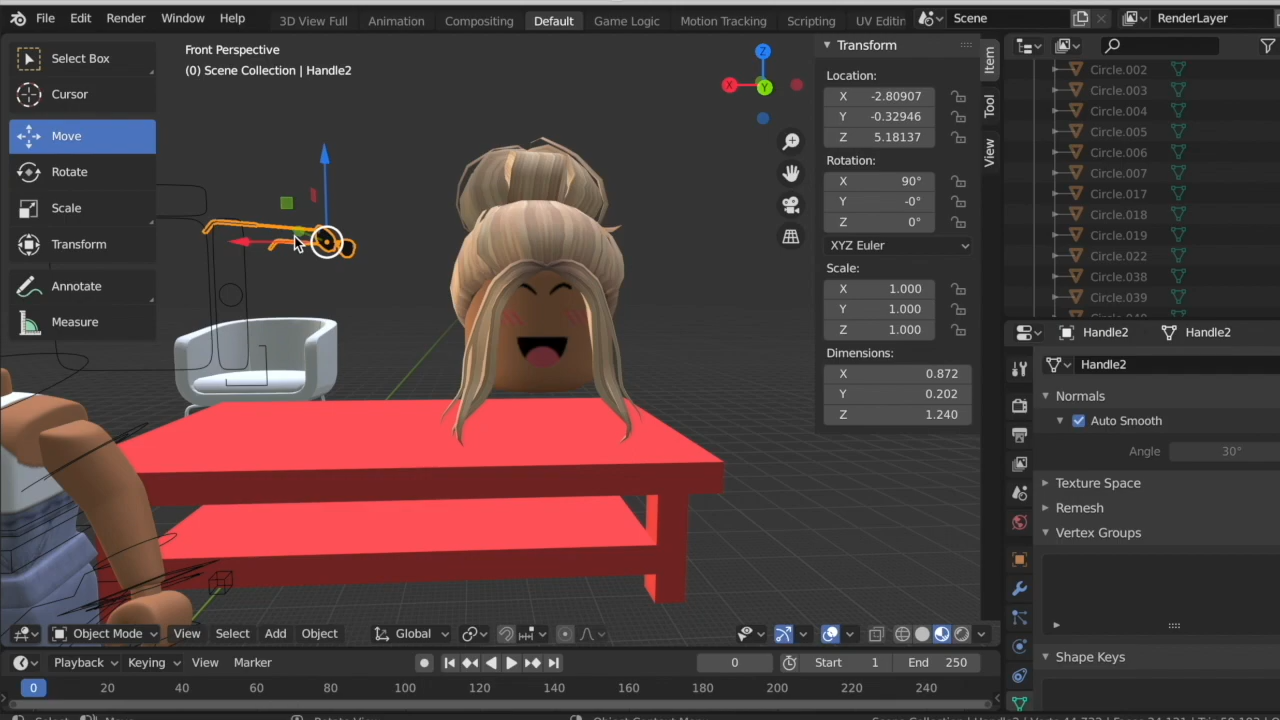 File Edit Render Window Help 3D View Full Animation Compositing Default Game Logic Motion Tracking Scripting UV Editin Scene RenderLayer
Select Box
Cursor
Move
Rotate
Scale
Transform
Annotate
Measure
Front Perspective
(0) Scene Collection | Handle2
Z
X
Y
Transform
Location:
X -2.80907
Y -0.32946
Z 5.18137
Rotation:
X 90°
Y -0°
Z 0°
XYZ Euler
Scale:
X 1.000
Y 1.000
Z 1.000
Dimensions:
X 0.872
Y 0.202
Z 1.240
Item
Tool
View
Circle.002
Circle.003
Circle.004
Circle.005
Circle.006
Circle.007
Circle.017
Circle.018
Circle.019
Circle.022
Circle.038
Circle.039
Handle2 Handle2
Handle2
Normals
Auto Smooth
Angle 30°
Texture Space
Remesh
Vertex Groups
Shape Keys
Object Mode View Select Add Object Global
Playback Keying View Marker 0 Start 1 End 250
0 20 40 60 80 100 120 140 160 180 200 220 240